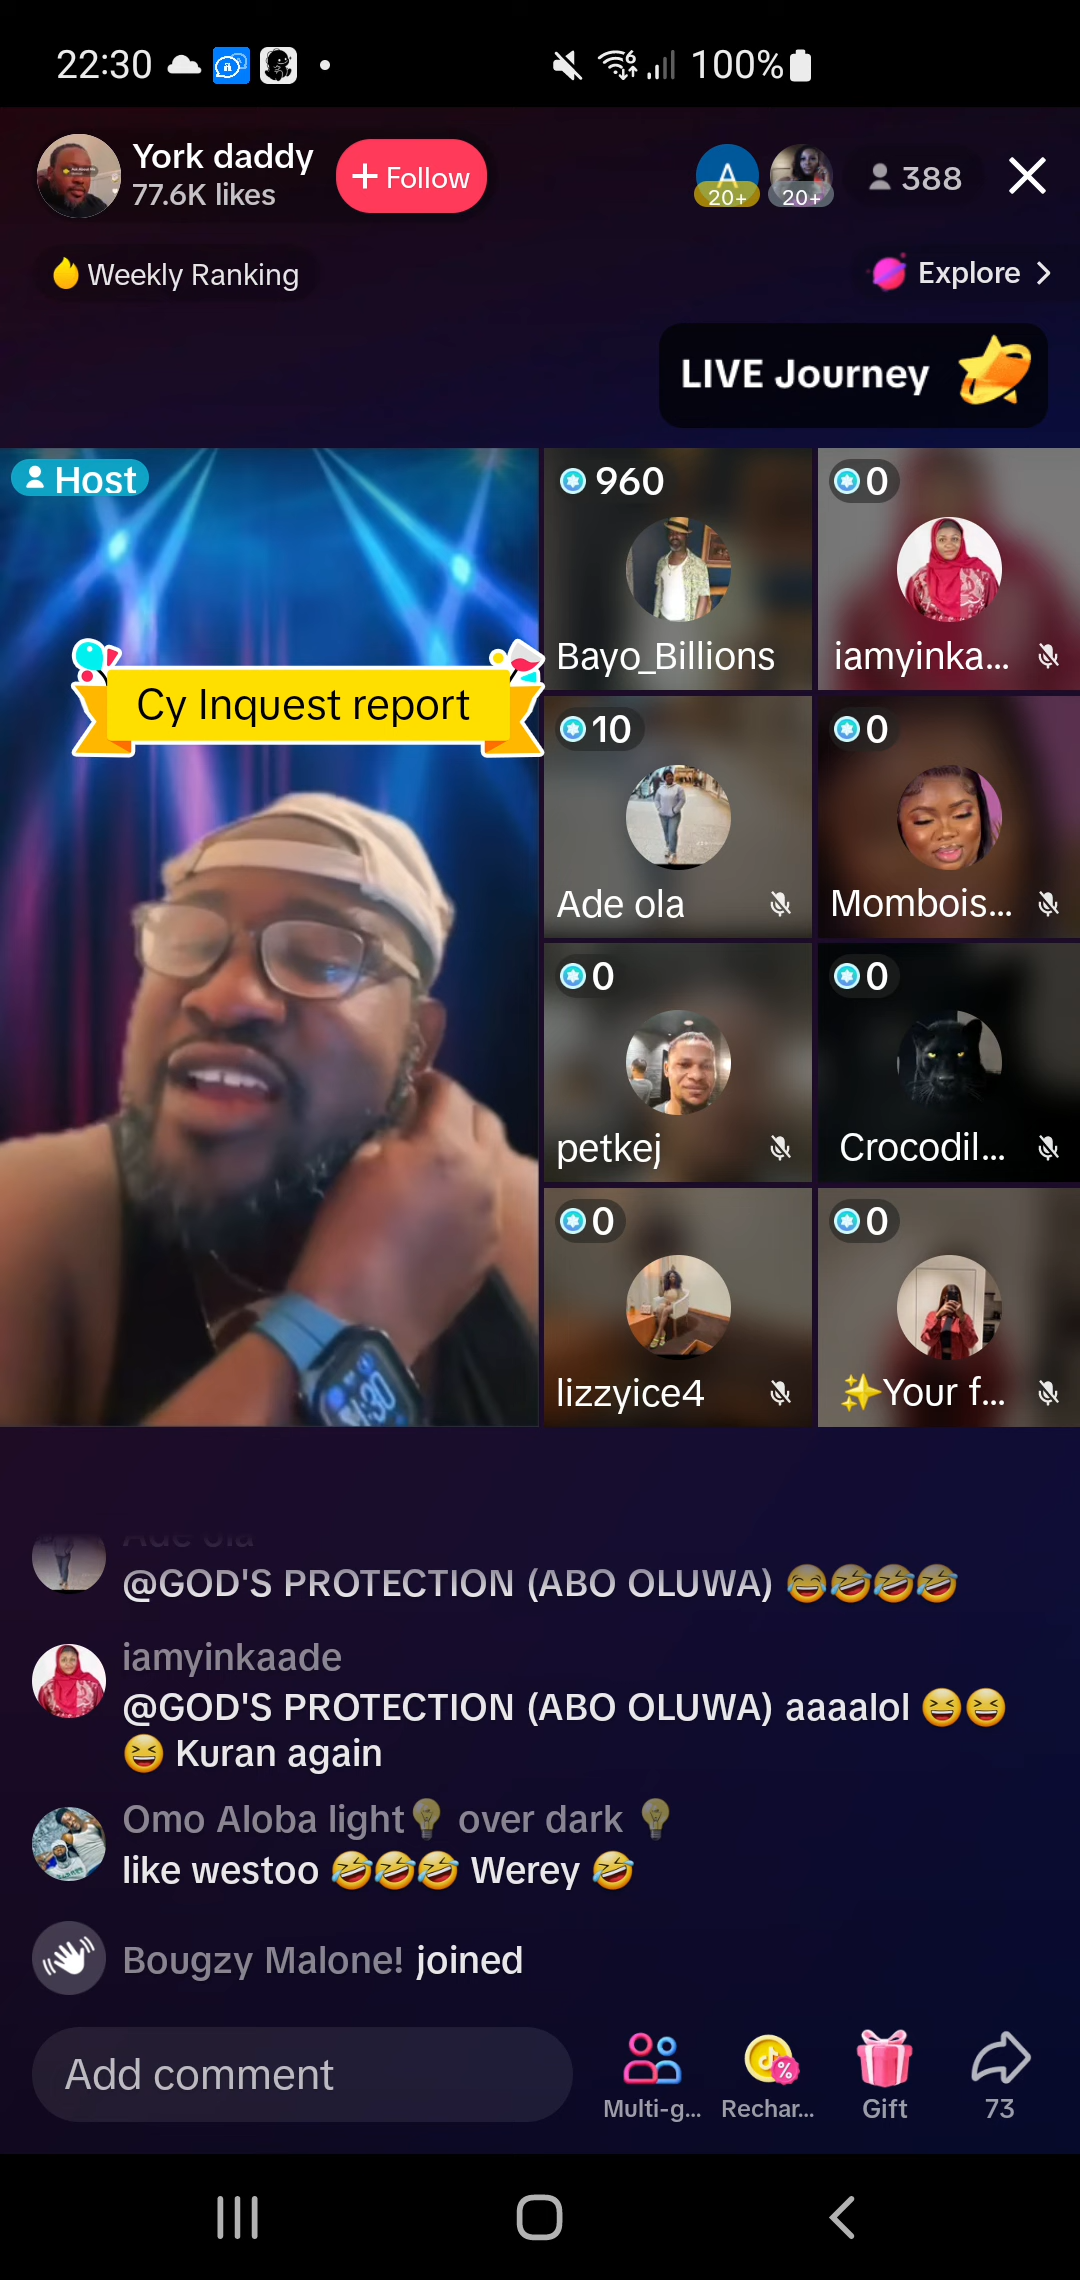 22:30
100%
York daddy
77.6K likes
+ Follow
A
20+
20+
388
Weekly Ranking
Explore
LIVE Journey
Host
Cy Inquest report
960
Bayo_Billions
0
iamyinka...
10
Ade ola
0
Mombois...
0
petkej
0
Crocodil...
0
lizzyice4
0
✨Your f...
Ade ola
@GOD'S PROTECTION (ABO OLUWA) 😂🤣🤣🤣
iamyinkaade
@GOD'S PROTECTION (ABO OLUWA) aaaalol 😆😆
😆 Kuran again
Omo Aloba light💡 over dark 💡
like westoo 🤣🤣🤣 Werey 🤣
Bougzy Malone! joined
Add comment
Multi-g...
Rechar...
Gift
73